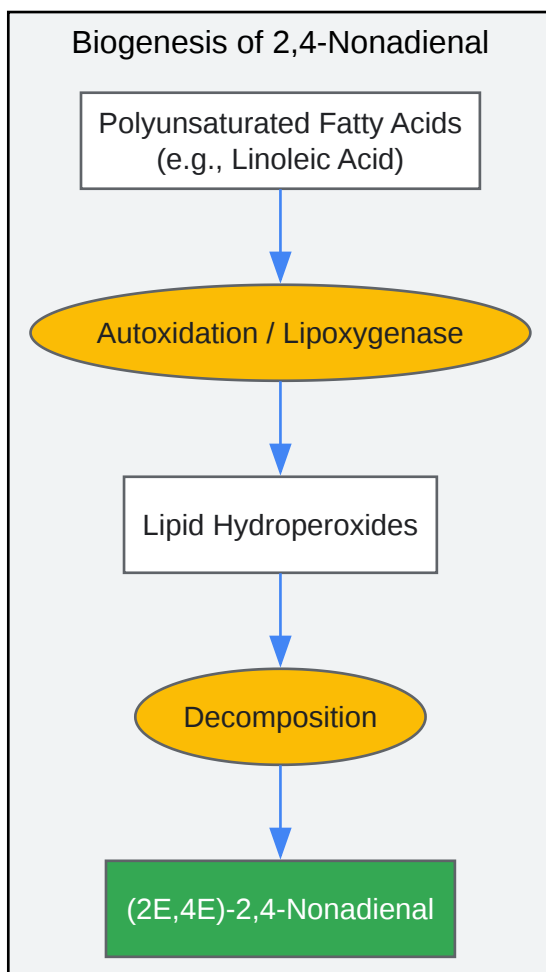 Biogenesis of 2,4-Nonadienal
Polyunsaturated Fatty Acids
(e.g., Linoleic Acid)
Autoxidation / Lipoxygenase
Lipid Hydroperoxides
Decomposition
(2E,4E)-2,4-Nonadienal